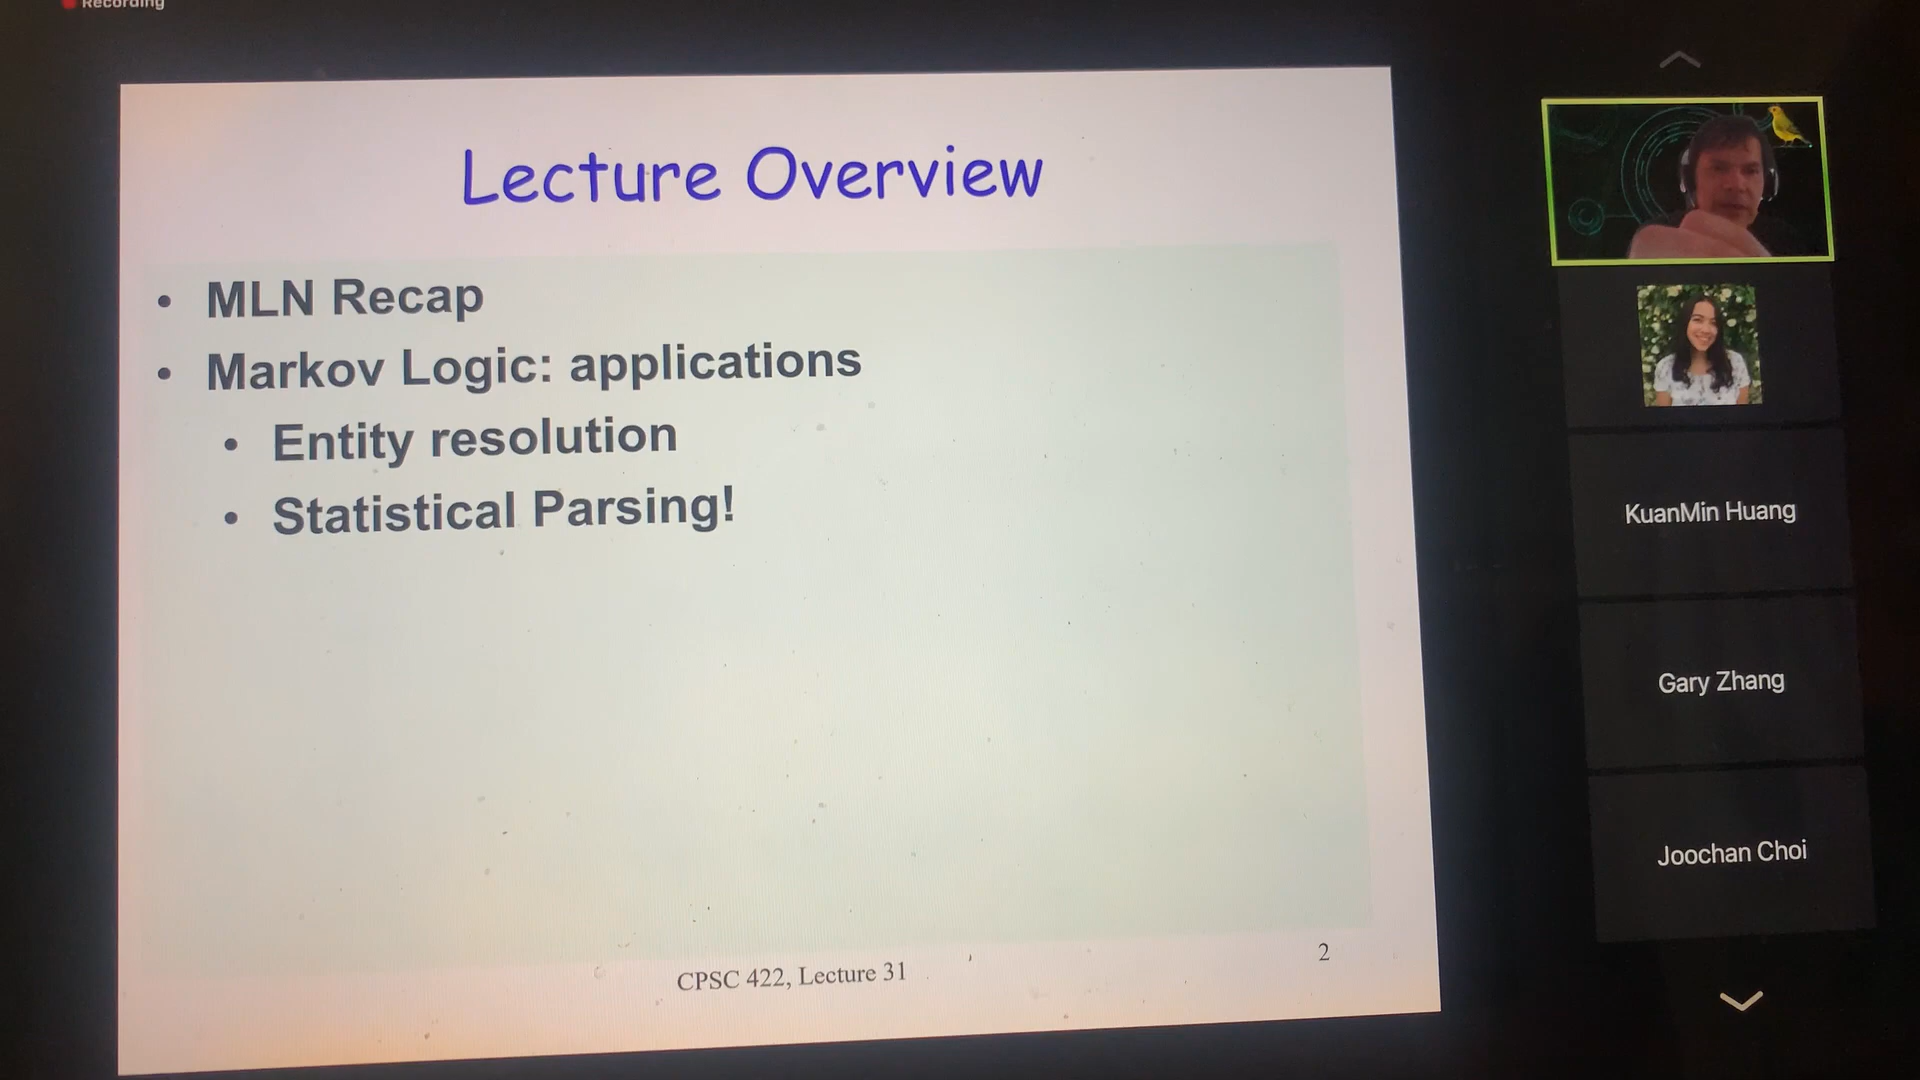 Recording
Lecture Overview
• MLN Recap
• Markov Logic: applications
• Entity resolution
• Statistical Parsing!
CPSC 422, Lecture 31
2
KuanMin Huang
Gary Zhang
Joochan Choi